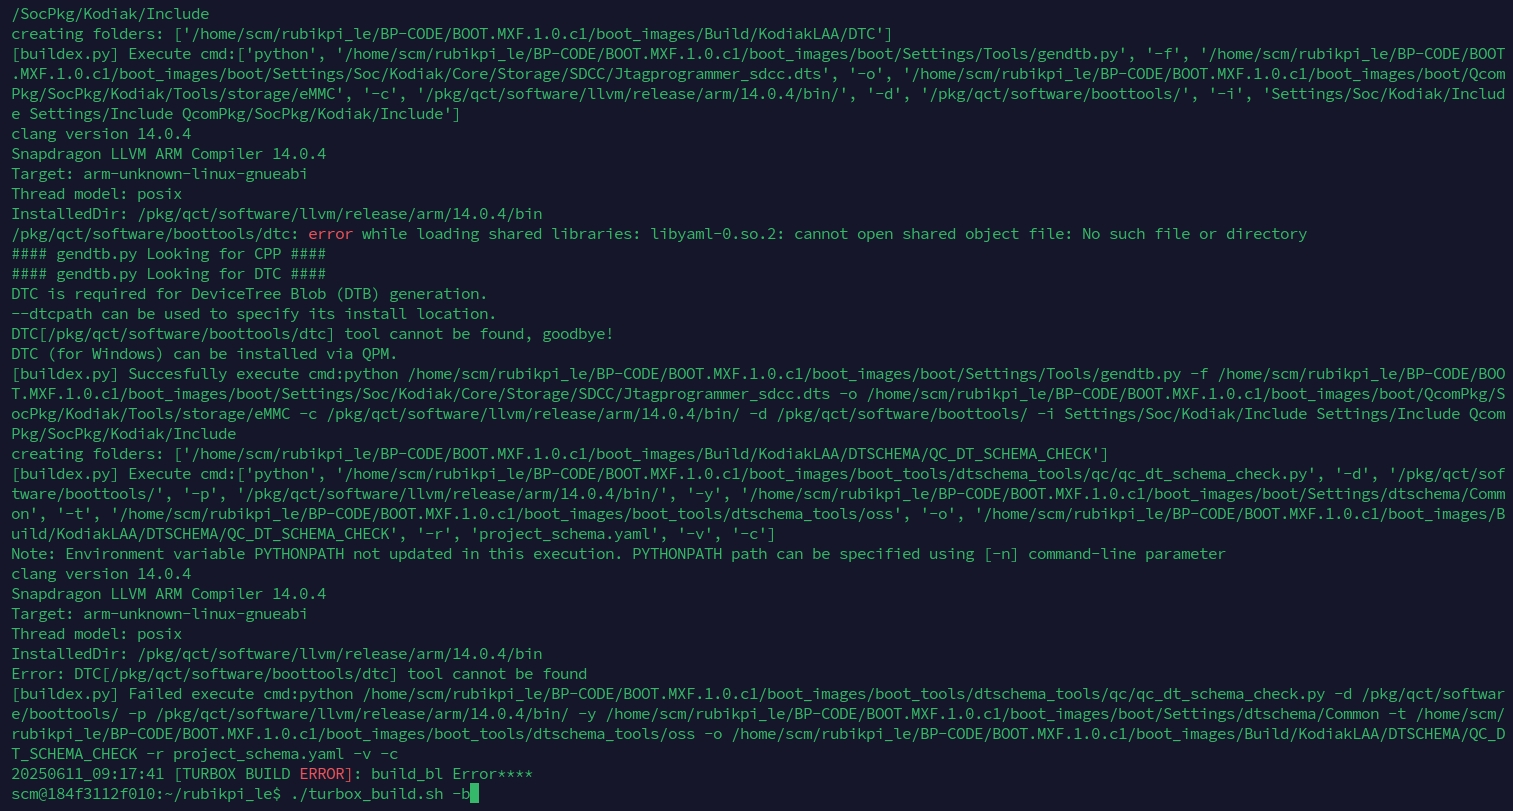 /SocPkg/Kodiak/Include
creating folders: ['/home/scm/rubikpi_le/BP-CODE/BOOT.MXF.1.0.c1/boot_images/Build/KodiakLAA/DTC']
[buildex.py] Execute cmd:['python', '/home/scm/rubikpi_le/BP-CODE/BOOT.MXF.1.0.c1/boot_images/boot/Settings/Tools/gendtb.py', '-f', '/home/scm/rubikpi_le/BP-CODE/BOOT
.MXF.1.0.c1/boot_images/boot/Settings/Soc/Kodiak/Core/Storage/SDCC/Jtagprogrammer_sdcc.dts', '-o', '/home/scm/rubikpi_le/BP-CODE/BOOT.MXF.1.0.c1/boot_images/boot/Qcom
Pkg/SocPkg/Kodiak/Tools/storage/eMMC', '-c', '/pkg/qct/software/llvm/release/arm/14.0.4/bin/', '-d', '/pkg/qct/software/boottools/', '-i', 'Settings/Soc/Kodiak/Includ
e Settings/Include QcomPkg/SocPkg/Kodiak/Include']
clang version 14.0.4
Snapdragon LLVM ARM Compiler 14.0.4
Target: arm-unknown-linux-gnueabi
Thread model: posix
InstalledDir: /pkg/qct/software/llvm/release/arm/14.0.4/bin
/pkg/qct/software/boottools/dtc: error while loading shared libraries: libyaml-0.so.2: cannot open shared object file: No such file or directory
#### gendtb.py Looking for CPP ####
#### gendtb.py Looking for DTC ####
DTC is required for DeviceTree Blob (DTB) generation.
--dtcpath can be used to specify its install location.
DTC[/pkg/qct/software/boottools/dtc] tool cannot be found, goodbye!
DTC (for Windows) can be installed via QPM.
[buildex.py] Succesfully execute cmd:python /home/scm/rubikpi_le/BP-CODE/BOOT.MXF.1.0.c1/boot_images/boot/Settings/Tools/gendtb.py -f /home/scm/rubikpi_le/BP-CODE/BOO
T.MXF.1.0.c1/boot_images/boot/Settings/Soc/Kodiak/Core/Storage/SDCC/Jtagprogrammer_sdcc.dts -o /home/scm/rubikpi_le/BP-CODE/BOOT.MXF.1.0.c1/boot_images/boot/QcomPkg/S
ocPkg/Kodiak/Tools/storage/eMMC -c /pkg/qct/software/llvm/release/arm/14.0.4/bin/ -d /pkg/qct/software/boottools/ -i Settings/Soc/Kodiak/Include Settings/Include Qcom
Pkg/SocPkg/Kodiak/Include
creating folders: ['/home/scm/rubikpi_le/BP-CODE/BOOT.MXF.1.0.c1/boot_images/Build/KodiakLAA/DTSCHEMA/QC_DT_SCHEMA_CHECK']
[buildex.py] Execute cmd:['python', '/home/scm/rubikpi_le/BP-CODE/BOOT.MXF.1.0.c1/boot_images/boot_tools/dtschema_tools/qc/qc_dt_schema_check.py', '-d', '/pkg/qct/sof
tware/boottools/', '-p', '/pkg/qct/software/llvm/release/arm/14.0.4/bin/', '-y', '/home/scm/rubikpi_le/BP-CODE/BOOT.MXF.1.0.c1/boot_images/boot/Settings/dtschema/Comm
on', '-t', '/home/scm/rubikpi_le/BP-CODE/BOOT.MXF.1.0.c1/boot_images/boot_tools/dtschema_tools/oss', '-o', '/home/scm/rubikpi_le/BP-CODE/BOOT.MXF.1.0.c1/boot_images/B
uild/KodiakLAA/DTSCHEMA/QC_DT_SCHEMA_CHECK', '-r', 'project_schema.yaml', '-v', '-c']
Note: Environment variable PYTHONPATH not updated in this execution. PYTHONPATH path can be specified using [-n] command-line parameter
clang version 14.0.4
Snapdragon LLVM ARM Compiler 14.0.4
Target: arm-unknown-linux-gnueabi
Thread model: posix
InstalledDir: /pkg/qct/software/llvm/release/arm/14.0.4/bin
Error: DTC[/pkg/qct/software/boottools/dtc] tool cannot be found
[buildex.py] Failed execute cmd:python /home/scm/rubikpi_le/BP-CODE/BOOT.MXF.1.0.c1/boot_images/boot_tools/dtschema_tools/qc/qc_dt_schema_check.py -d /pkg/qct/softwar
e/boottools/ -p /pkg/qct/software/llvm/release/arm/14.0.4/bin/ -y /home/scm/rubikpi_le/BP-CODE/BOOT.MXF.1.0.c1/boot_images/boot/Settings/dtschema/Common -t /home/scm/
rubikpi_le/BP-CODE/BOOT.MXF.1.0.c1/boot_images/boot_tools/dtschema_tools/oss -o /home/scm/rubikpi_le/BP-CODE/BOOT.MXF.1.0.c1/boot_images/Build/KodiakLAA/DTSCHEMA/QC_D
T_SCHEMA_CHECK -r project_schema.yaml -v -c
20250611_09:17:41 [TURBOX BUILD ERROR]: build_bl Error****
scm@184f3112f010:~/rubikpi_le$ ./turbox_build.sh -b